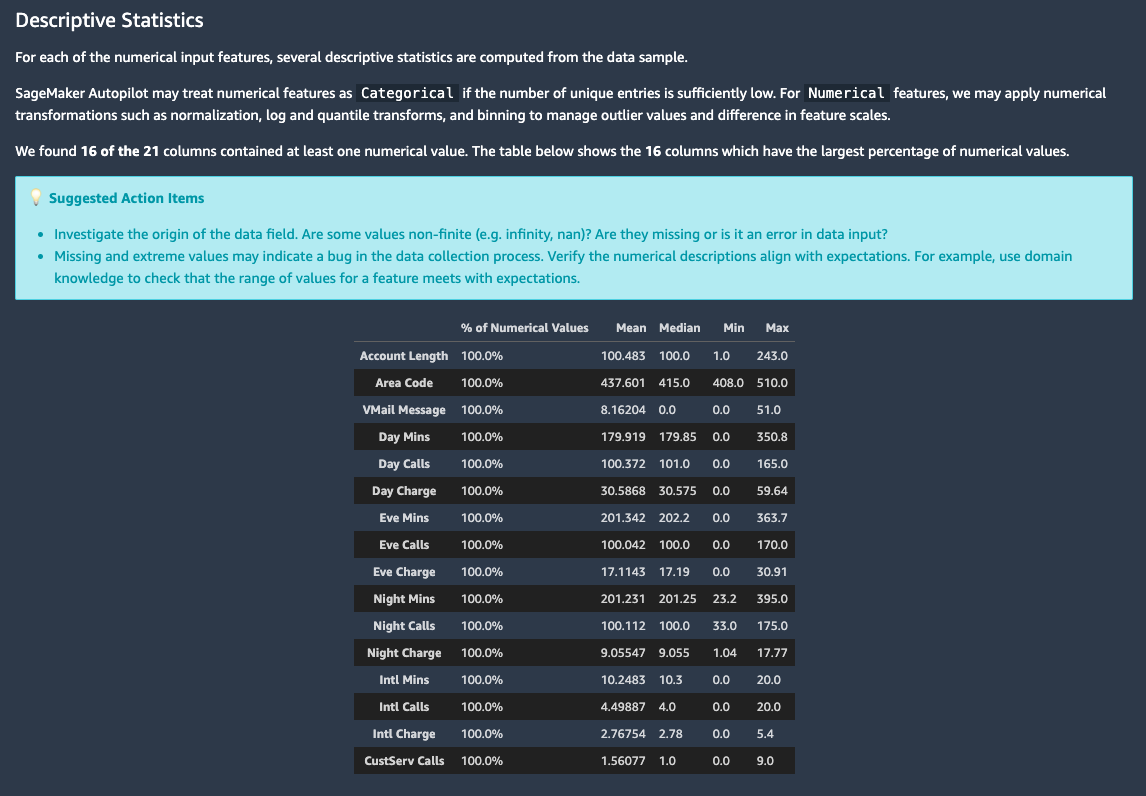 Descriptive Statistics
For each of the numerical input features, several descriptive statistics are computed from the data sample.
SageMaker Autopilot may treat numerical features as Categorical if the number of unique entries is sufficiently low. For Numerical features, we may apply numerical
transformations such as normalization, log and quantile transforms, and binning to manage outlier values and difference in feature scales.
We found 16 of the 21 columns contained at least one numerical value. The table below shows the 16 columns which have the largest percentage of numerical values.
Suggested Action Items
• Investigate the origin of the data field. Are some values non-finite (e.g. infinity, nan)? Are they missing or is it an error in data input?
• Missing and extreme values may indicate a bug in the data collection process. Verify the numerical descriptions align with expectations. For example, use domain
knowledge to check that the range of values for a feature meets with expectations.
% of Numerical Values Mean Median Min Max
Account Length 100.0% 100.483 100.0 1.0 243.0
Area Code 100.0% 437.601 415.0 408.0 510.0
VMail Message 100.0% 8.16204 0.0 0.0 51.0
Day Mins 100.0% 179.919 179.85 0.0 350.8
Day Calls 100.0% 100.372 101.0 0.0 165.0
Day Charge 100.0% 30.5868 30.575 0.0 59.64
Eve Mins 100.0% 201.342 202.2 0.0 363.7
Eve Calls 100.0% 100.042 100.0 0.0 170.0
Eve Charge 100.0% 17.1143 17.19 0.0 30.91
Night Mins 100.0% 201.231 201.25 23.2 395.0
Night Calls 100.0% 100.112 100.0 33.0 175.0
Night Charge 100.0% 9.05547 9.055 1.04 17.77
Intl Mins 100.0% 10.2483 10.3 0.0 20.0
Intl Calls 100.0% 4.49887 4.0 0.0 20.0
Intl Charge 100.0% 2.76754 2.78 0.0 5.4
CustServ Calls 100.0% 1.56077 1.0 0.0 9.0